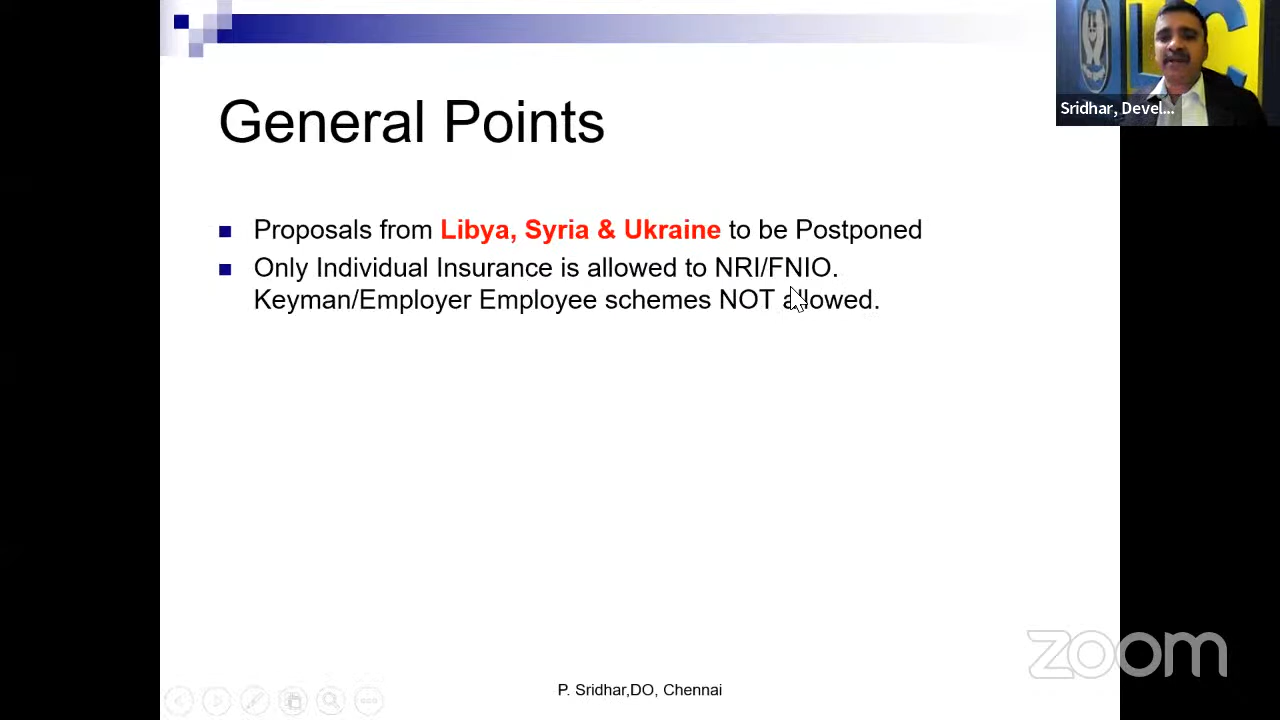 General Points
Proposals from Libya, Syria & Ukraine to be Postponed
Only Individual Insurance is allowed to NRI/FNIO.
Keyman/Employer Employee schemes NOT allowed.
P. Sridhar,DO, Chennai
Sridhar, Devel...
LC
zoom